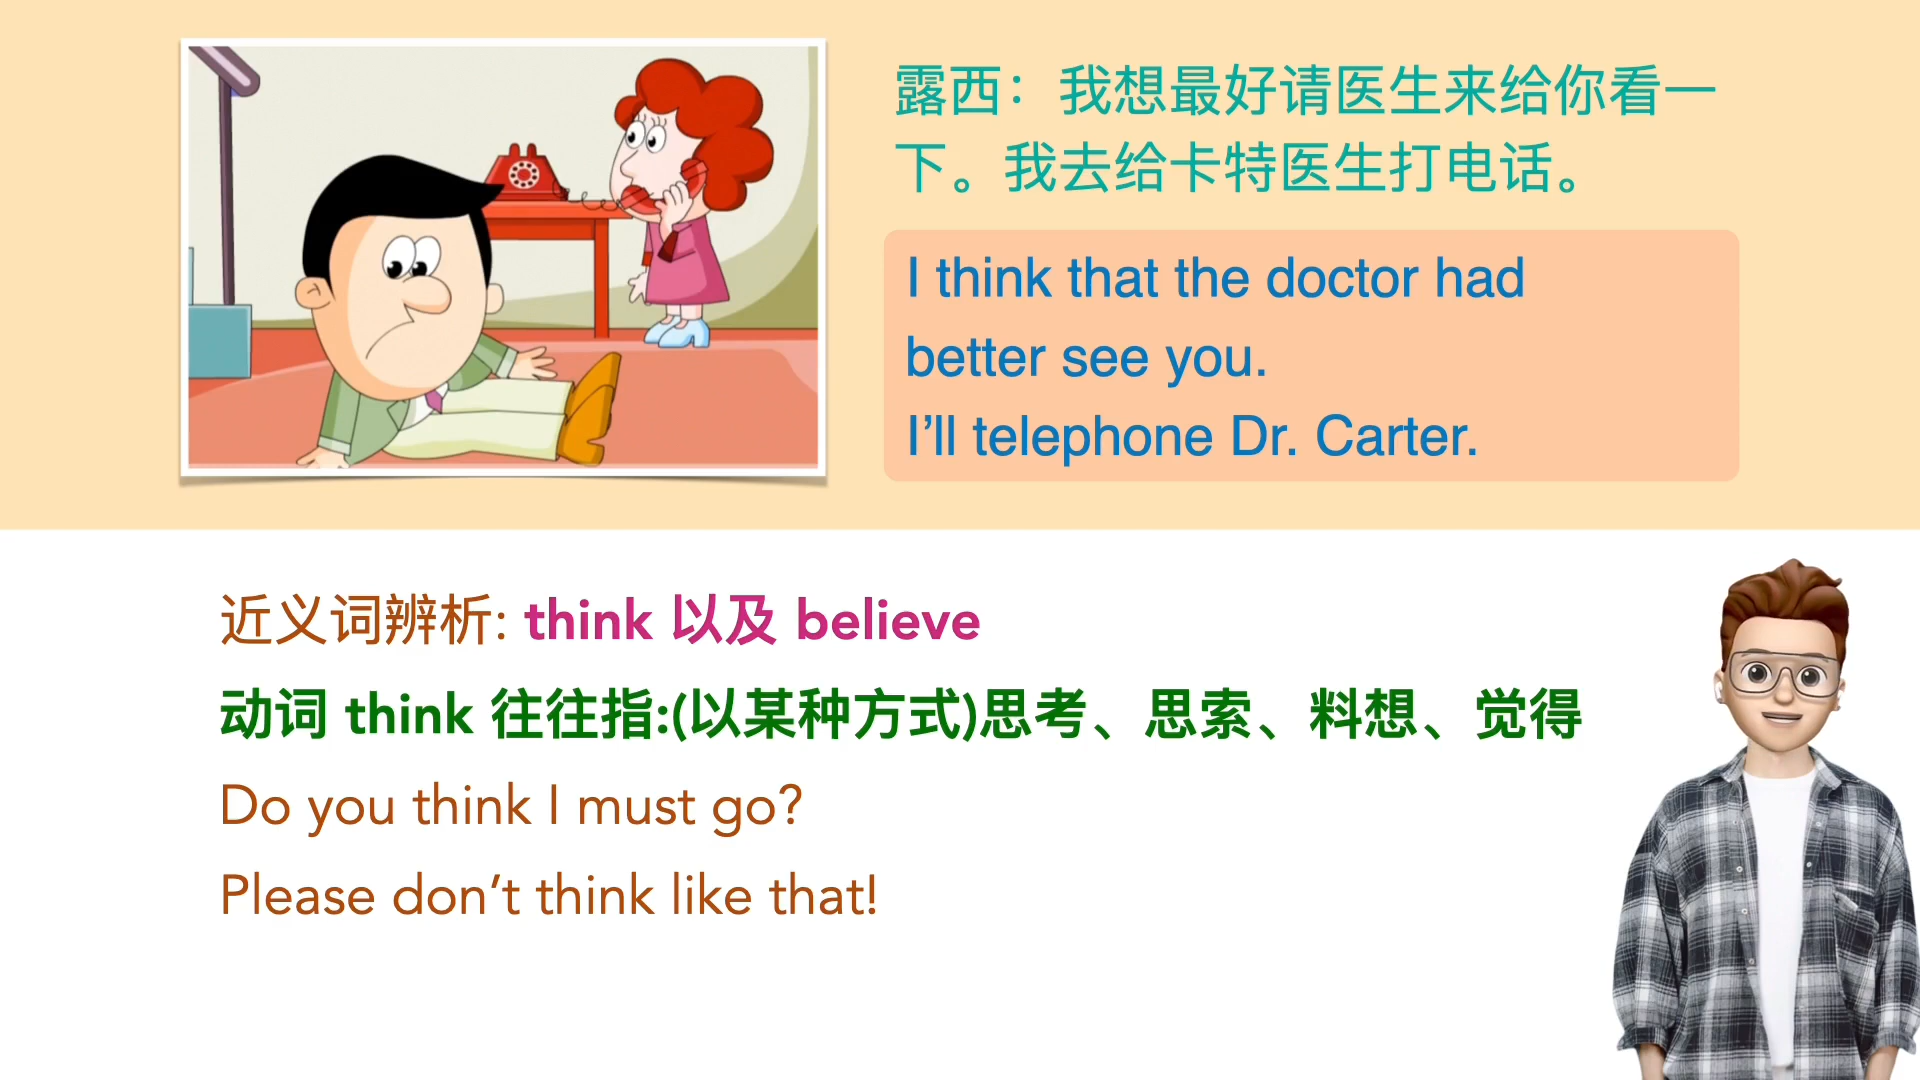 露西：我想最好请医生来给你看一
下。我去给卡特医生打电话。
I think that the doctor had
better see you.
I’ll telephone Dr. Carter.
近义词辨析: think 以及 believe
动词 think 往往指:(以某种方式)思考、思索、料想、觉得
Do you think I must go?
Please don’t think like that!